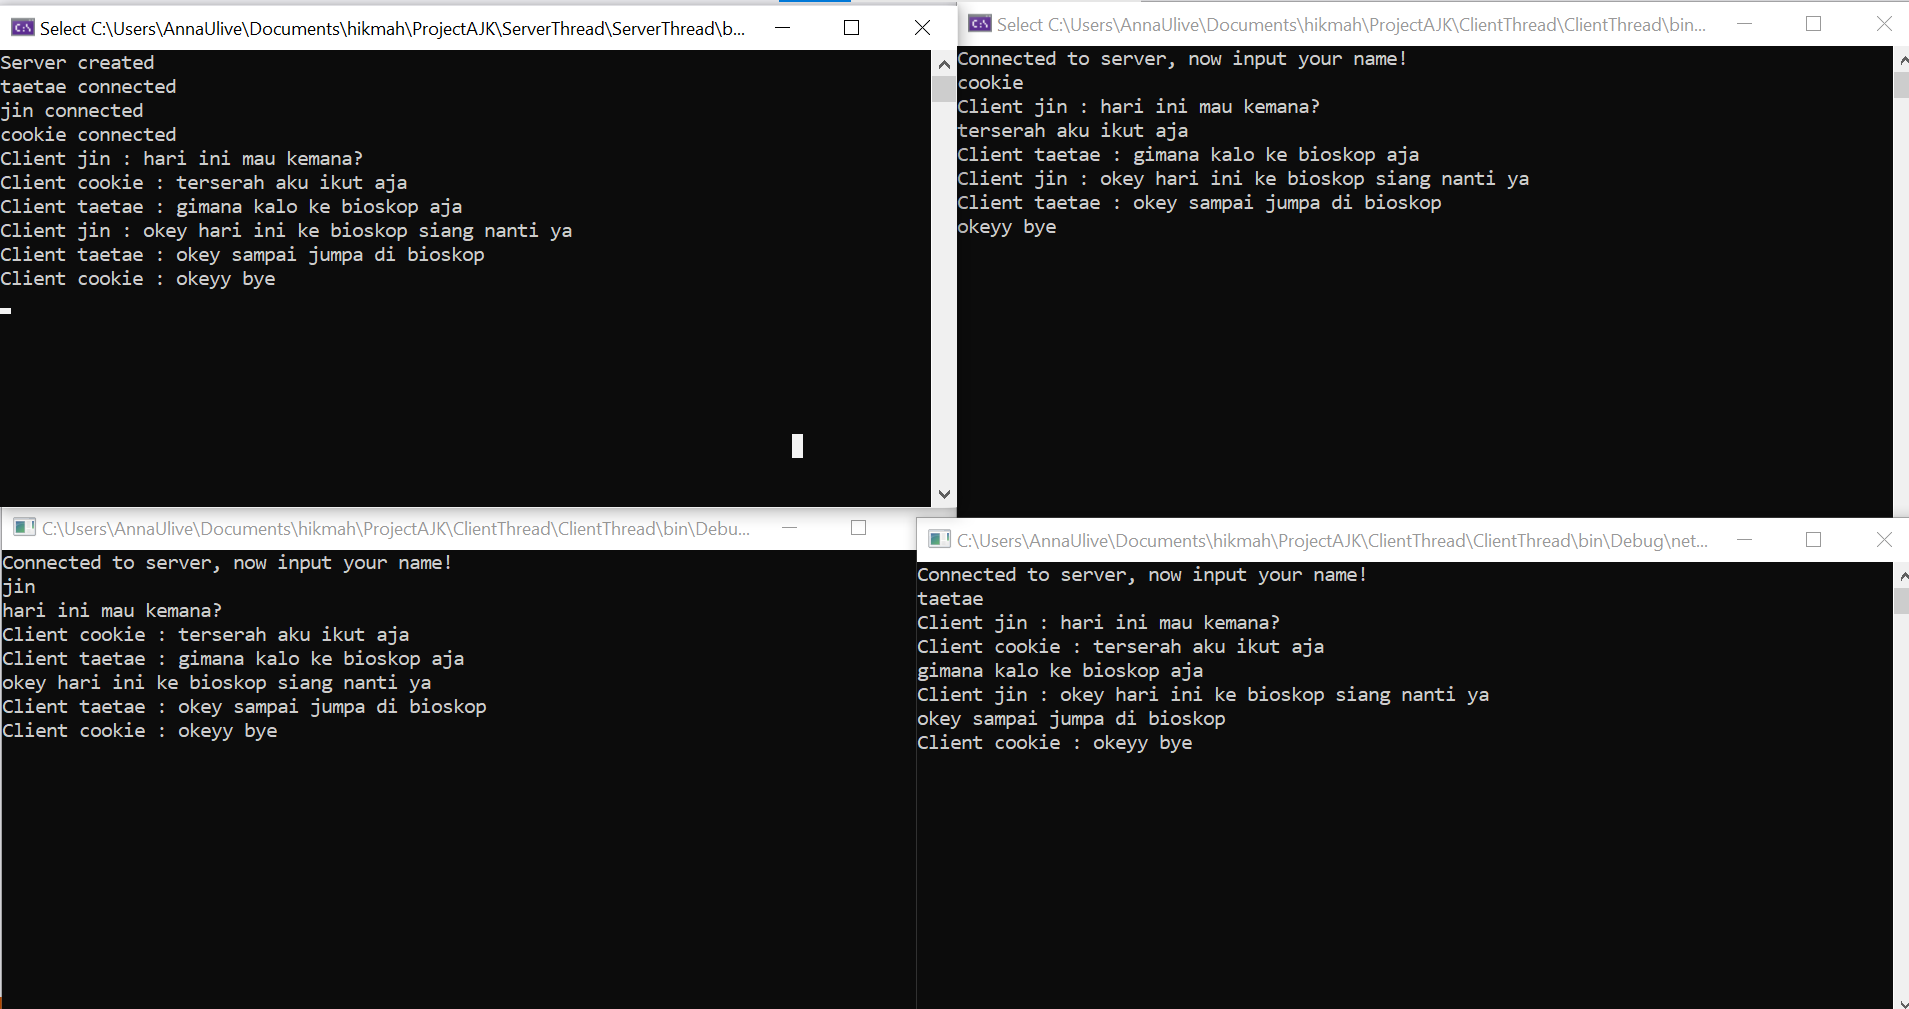 Select C:\Users\AnnaUlive\Documents\hikmah\ProjectAJK\ServerThread\ServerThread\b...
Server created
taetae connected
jin connected
cookie connected
Client jin : hari ini mau kemana?
Client cookie : terserah aku ikut aja
Client taetae : gimana kalo ke bioskop aja
Client jin : okey hari ini ke bioskop siang nanti ya
Client taetae : okey sampai jumpa di bioskop
Client cookie : okeyy bye
Select C:\Users\AnnaUlive\Documents\hikmah\ProjectAJK\ClientThread\ClientThread\bin...
Connected to server, now input your name!
cookie
Client jin : hari ini mau kemana?
terserah aku ikut aja
Client taetae : gimana kalo ke bioskop aja
Client jin : okey hari ini ke bioskop siang nanti ya
Client taetae : okey sampai jumpa di bioskop
okeyy bye
C:\Users\AnnaUlive\Documents\hikmah\ProjectAJK\ClientThread\ClientThread\bin\Debu...
Connected to server, now input your name!
jin
hari ini mau kemana?
Client cookie : terserah aku ikut aja
Client taetae : gimana kalo ke bioskop aja
okey hari ini ke bioskop siang nanti ya
Client taetae : okey sampai jumpa di bioskop
Client cookie : okeyy bye
C:\Users\AnnaUlive\Documents\hikmah\ProjectAJK\ClientThread\ClientThread\bin\Debug\net...
Connected to server, now input your name!
taetae
Client jin : hari ini mau kemana?
Client cookie : terserah aku ikut aja
gimana kalo ke bioskop aja
Client jin : okey hari ini ke bioskop siang nanti ya
okey sampai jumpa di bioskop
Client cookie : okeyy bye